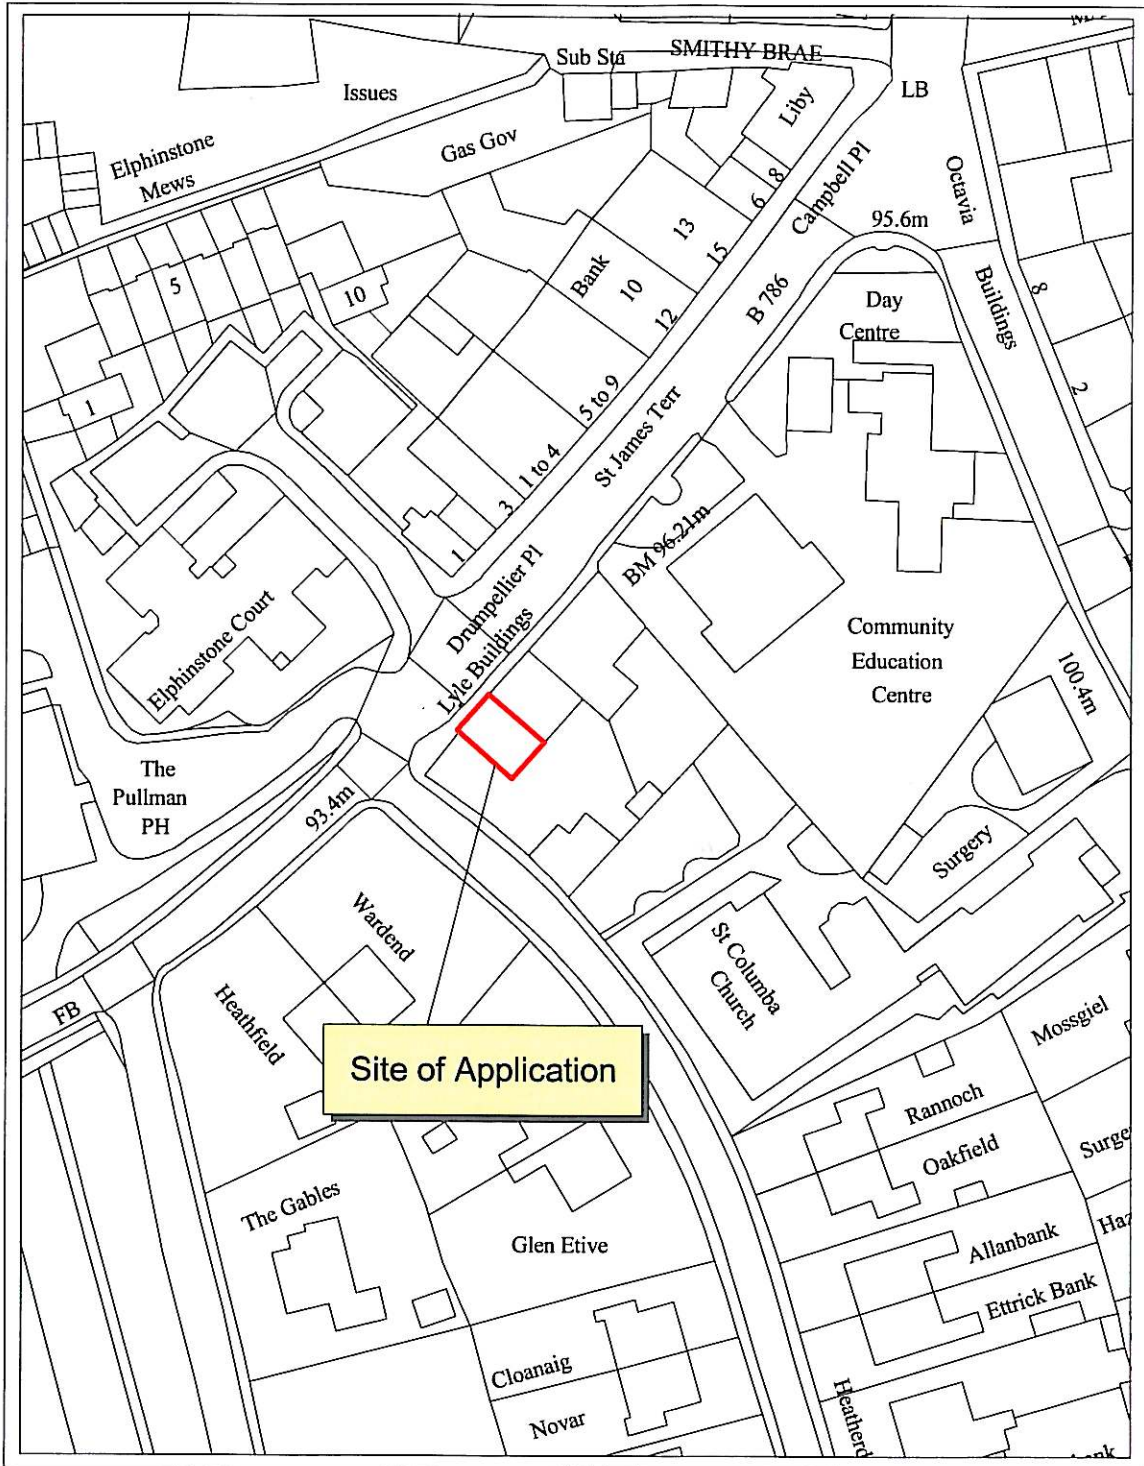 Sub Sta
SMITHY BRAE
Issues
LB
Liby
Elphinstone
Mews
Gas Gov
Octavia
Buildings
8
6
Campbell Pl
95.6m
13
15
Bank
10
12
B 786
5
10
Day
Centre
8
2
1
5 to 9
St James Terr
1 to 4
3
1
BM 96.21m
Drumpellier Pl
Lyle Buildings
Elphinstone Court
Community
Education
Centre
100.4m
The
Pullman
PH
93.4m
Surgery
Wardend
St Columba
Church
Heathfield
FB
Site of Application
Mossgiel
Rannoch
Oakfield
The Gables
Glen Etive
Allanbank
Ettrick Bank
Cloanaig
Novar
Heatherd